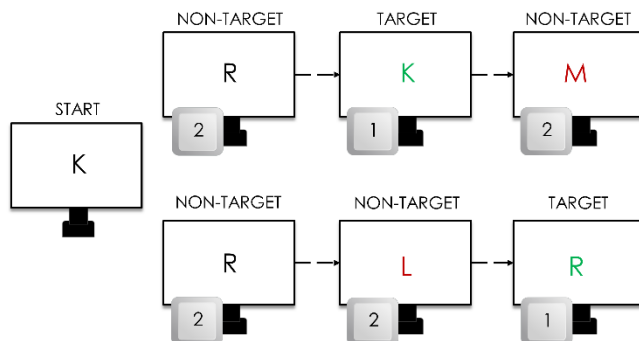 NON-TARGET TARGET NON-TARGET
R K M
2 1 2
START
K
NON-TARGET NON-TARGET TARGET
R L R
2 2 1